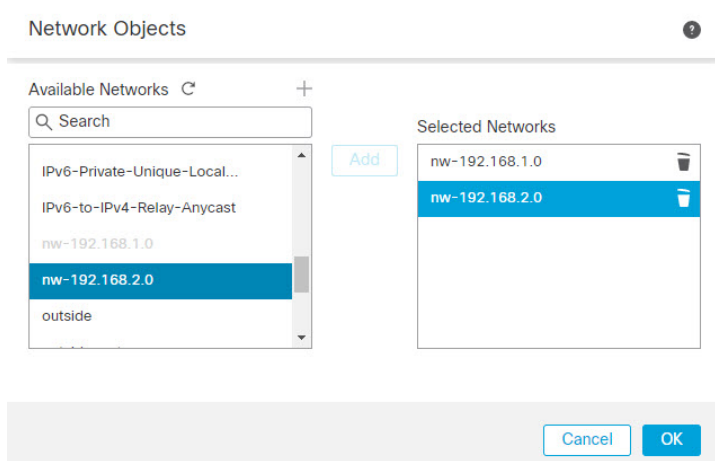 Network Objects
?
Available Networks
Search
IPv6-Private-Unique-Local...
IPv6-to-IPv4-Relay-Anycast
nw-192.168.1.0
nw-192.168.2.0
outside
Add
Selected Networks
nw-192.168.1.0
nw-192.168.2.0
Cancel
OK